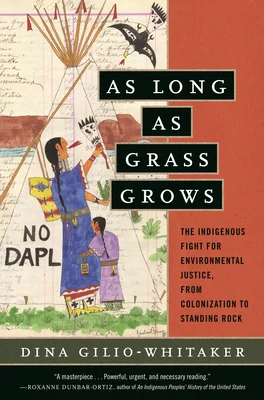 AS LONG
AS
GRASS
GROWS
THE INDIGENOUS
FIGHT FOR
ENVIRONMENTAL
JUSTICE,
FROM
COLONIZATION TO
STANDING ROCK
NO
DAPL
DINA GILIO-WHITAKER
“A masterpiece . . . Powerful, urgent, and necessary reading.”
—ROXANNE DUNBAR-ORTIZ, author of An Indigenous Peoples’ History of the United States